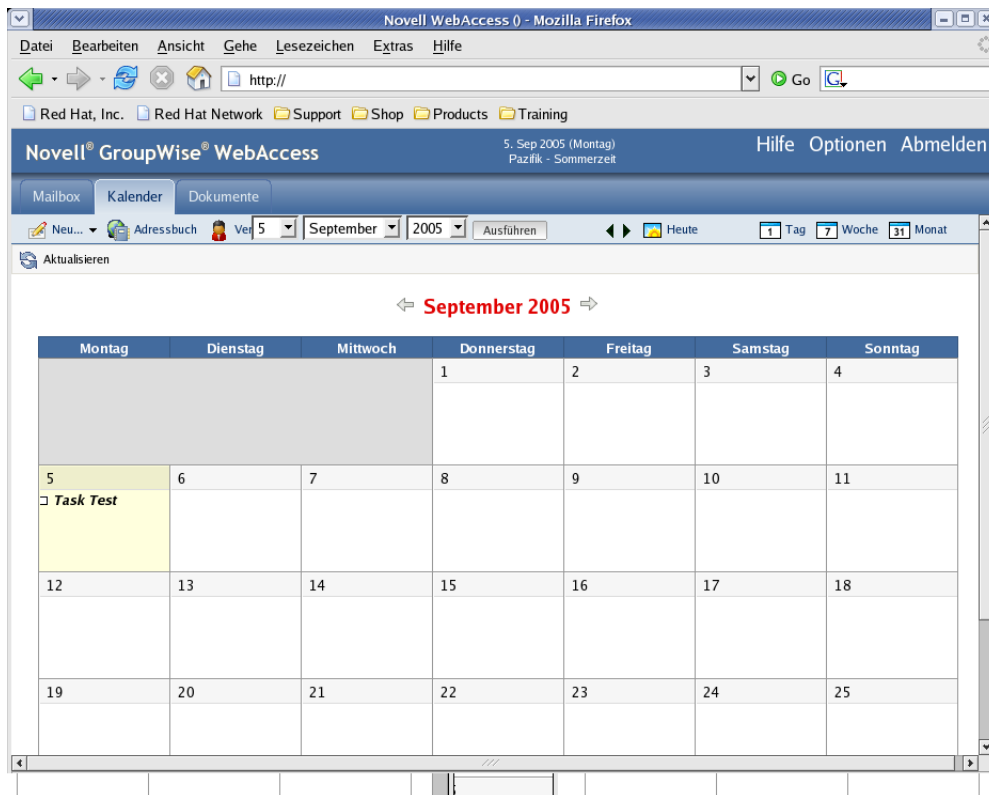 Novell WebAccess () - Mozilla Firefox
Datei Bearbeiten Ansicht Gehe Lesezeichen Extras Hilfe
http:// Go G
Red Hat, Inc. Red Hat Network Support Shop Products Training
Novell® GroupWise® WebAccess
5. Sep 2005 (Montag)
Pazifik - Sommerzeit
Hilfe Optionen Abmelden
Mailbox Kalender Dokumente
Neu... Adressbuch Ver 5 September 2005 Ausführen Heute 1 Tag 7 Woche 31 Monat
Aktualisieren
September 2005
Montag Dienstag Mittwoch Donnerstag Freitag Samstag Sonntag
1 2 3 4
5 6 7 8 9 10 11
Task Test
12 13 14 15 16 17 18
19 20 21 22 23 24 25